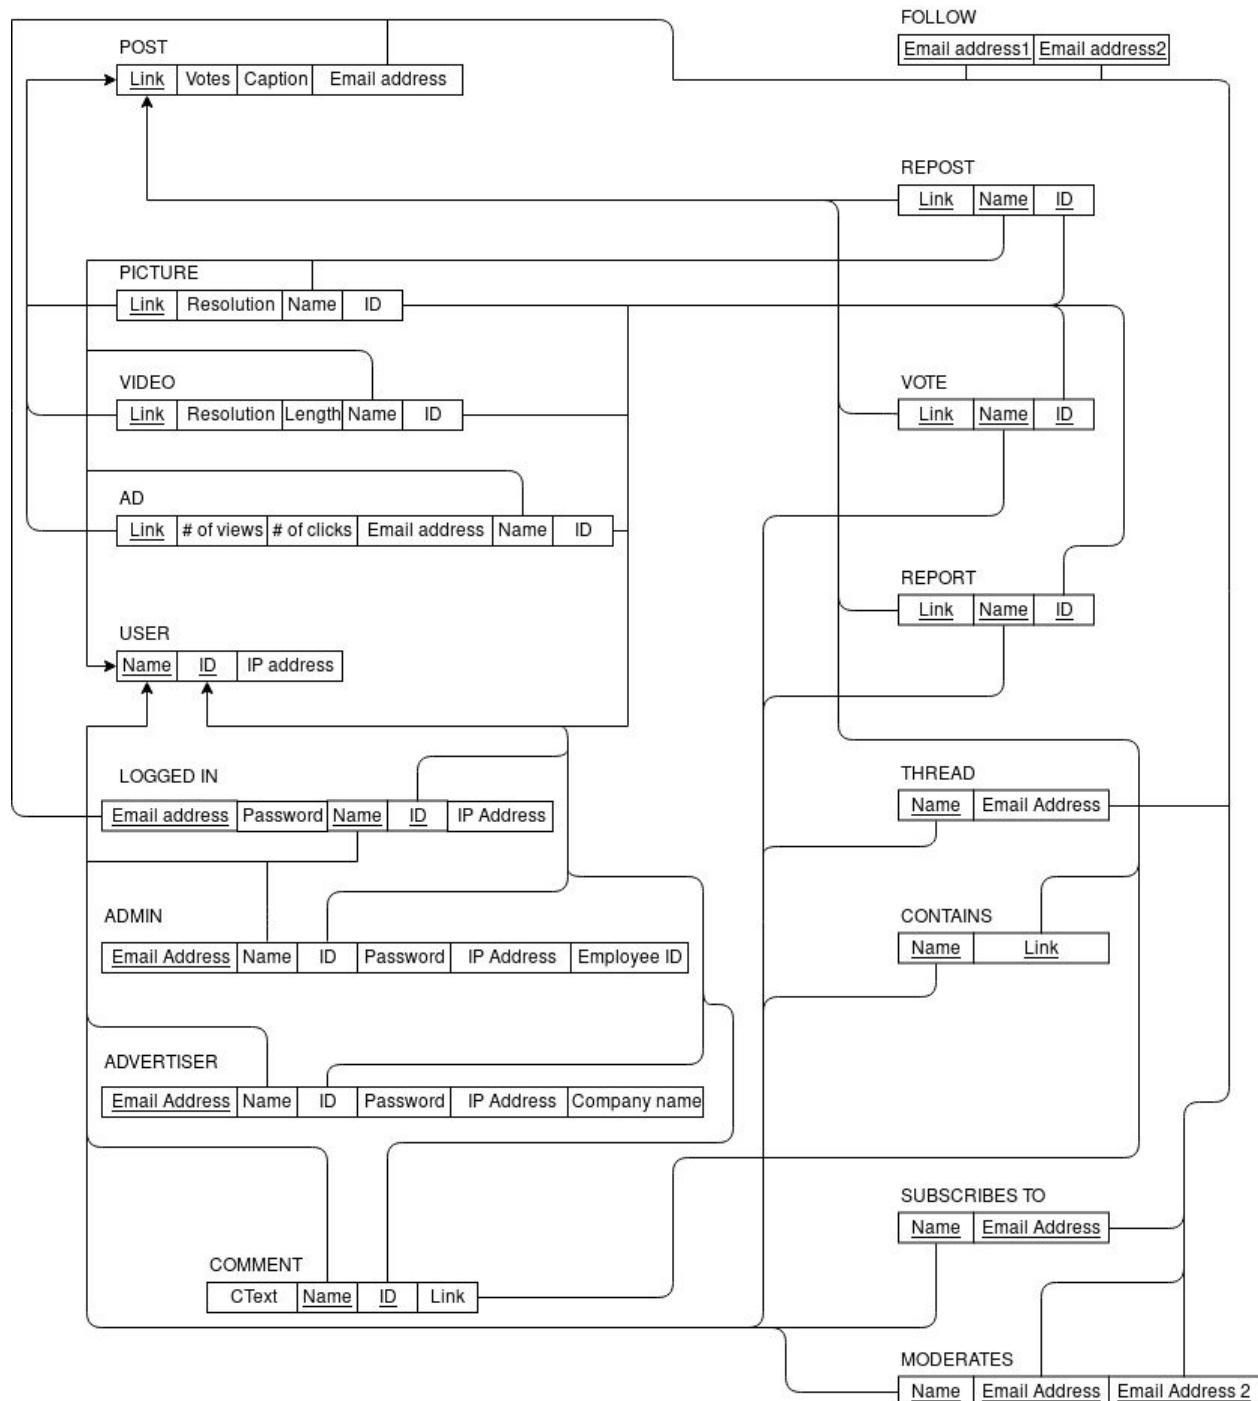 FOLLOW
Email address1 Email address2
POST
Link Votes Caption Email address
REPOST
Link Name ID
PICTURE
Link Resolution Name ID
VIDEO
Link Resolution Length Name ID
VOTE
Link Name ID
AD
Link # of views # of clicks Email address Name ID
REPORT
Link Name ID
USER
Name ID IP address
LOGGED IN
Email address Password Name ID IP Address
THREAD
Name Email Address
ADMIN
Email Address Name ID Password IP Address Employee ID
CONTAINS
Name Link
ADVERTISER
Email Address Name ID Password IP Address Company name
SUBSCRIBES TO
Name Email Address
COMMENT
CText Name ID Link
MODERATES
Name Email Address Email Address 2